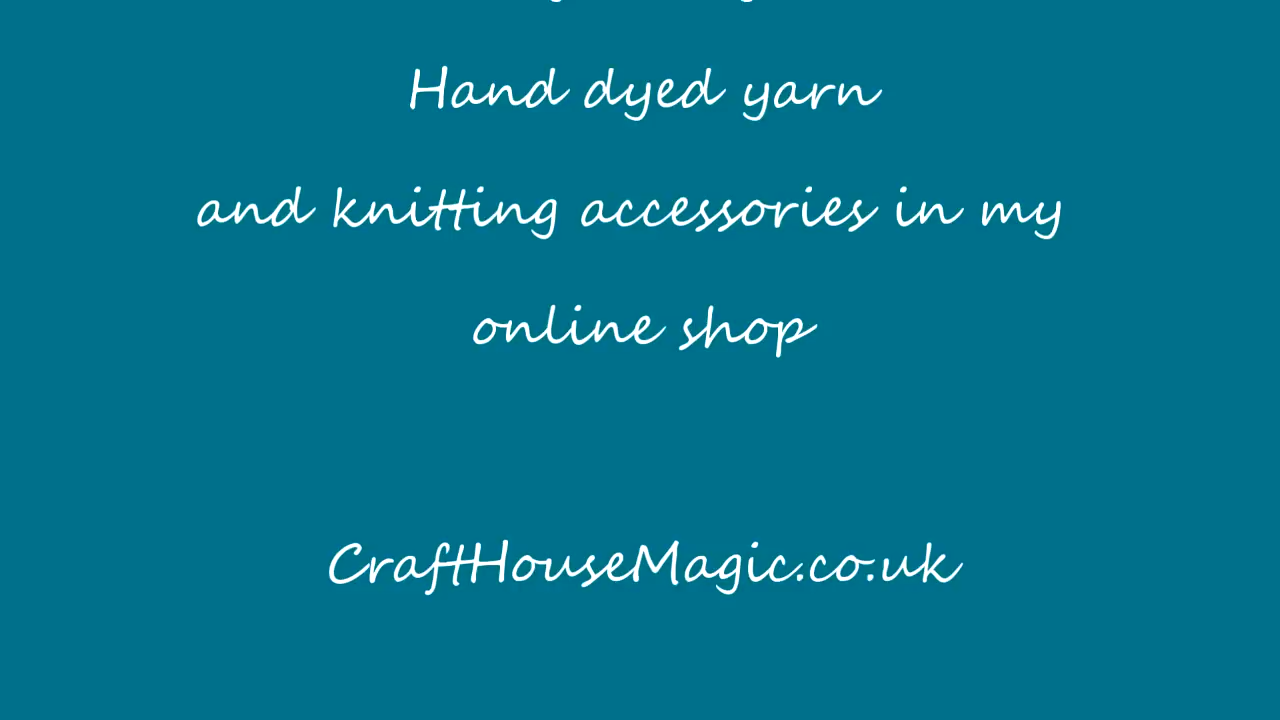 Hand dyed yarn
and knitting accessories in my
online shop
CraftHouseMagic.co.uk